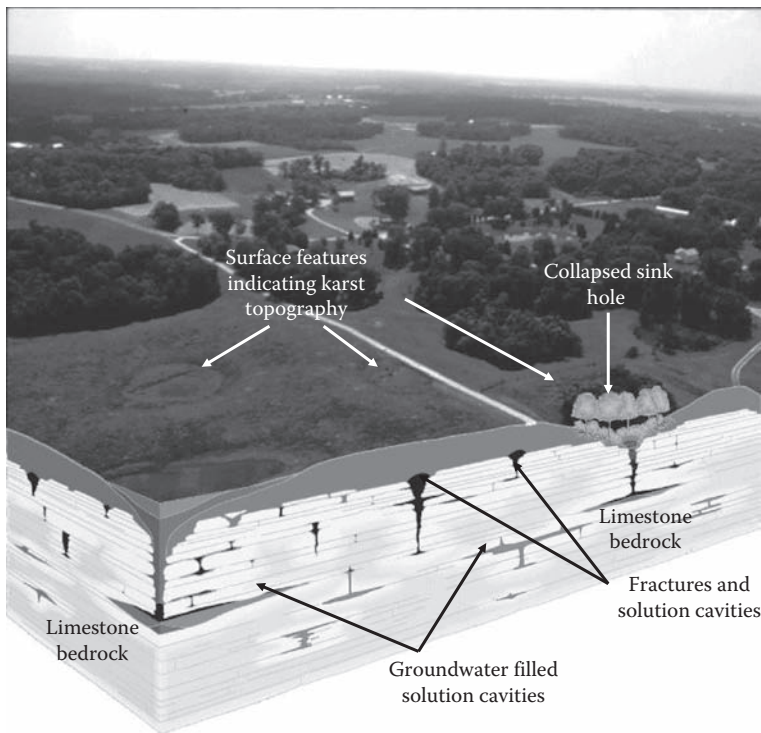 Surface features
indicating karst
topography
Collapsed sink
hole
Limestone
bedrock
Fractures and
solution cavities
Limestone
bedrock
Groundwater filled
solution cavities